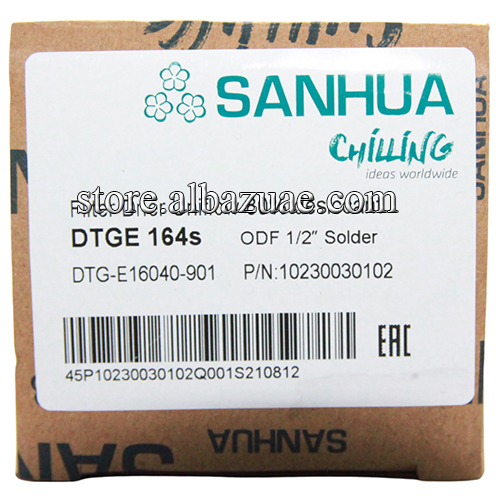 SANHUA
CHiLLiNG
ideas worldwide
store.albazuae.com
Filter
DTGE 164s ODF 1/2″ Solder
DTG-E16040-901 P/N:10230030102
EAC
45P10230030102Q001S210812
SANHUA